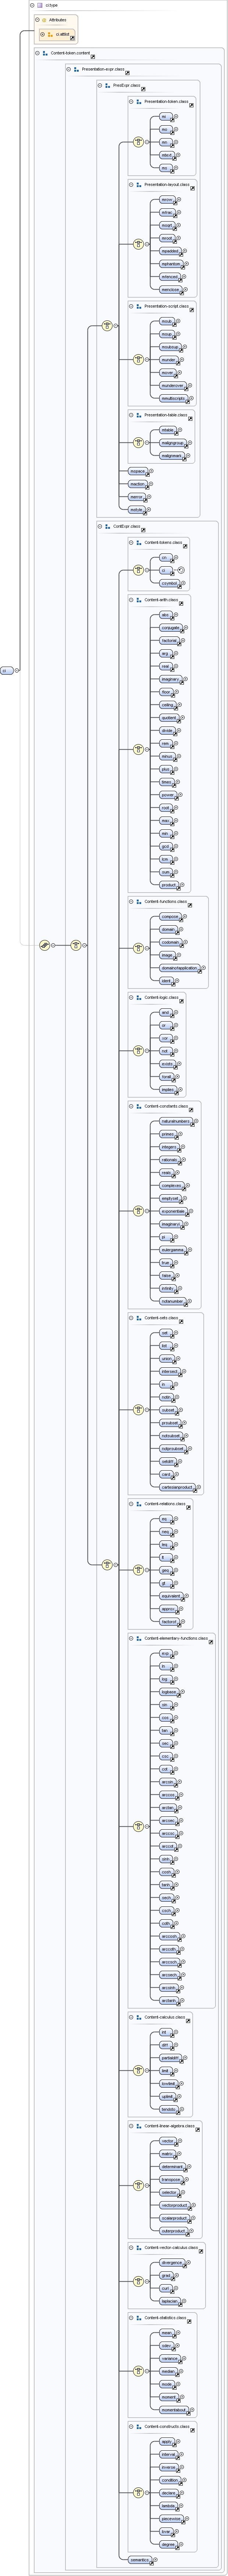 ci.type
Attributes
ci.attlist
Content-token.content
Presentation-expr.class
PresExpr.class
Presentation-token.class
mi
mo
mn
mtext
ms
Presentation-layout.class
mrow
mfrac
msqrt
mroot
mpadded
mphantom
mfenced
menclose
Presentation-script.class
msub
msup
msubsup
munder
mover
munderover
mmultiscripts
Presentation-table.class
mtable
maligngroup
malignmark
mspace
maction
merror
mstyle
ContExpr.class
Content-tokens.class
cn
ci
csymbol
Content-arith.class
abs
conjugate
factorial
arg
real
imaginary
floor
ceiling
quotient
divide
rem
minus
plus
times
power
root
max
min
gcd
lcm
sum
product
ci
Content-functions.class
compose
domain
codomain
image
domainofapplication
ident
Content-logic.class
and
or
xor
not
exists
forall
implies
Content-constants.class
naturalnumbers
primes
integers
rationals
reals
complexes
emptyset
exponentiale
imaginaryi
pi
eulergamma
true
false
infinity
notanumber
Content-sets.class
set
list
union
intersect
in
notin
subset
prsubset
notsubset
notprsubset
setdiff
card
cartesianproduct
Content-relations.class
eq
neq
leq
lt
geq
gt
equivalent
approx
factorof
Content-elementary-functions.class
exp
ln
log
logbase
sin
cos
tan
sec
csc
cot
arcsin
arccos
arctan
arcsec
arccsc
arccot
sinh
cosh
tanh
sech
csch
coth
arccosh
arccoth
arccsch
arcsech
arcsinh
arctanh
Content-calculus.class
int
diff
partialdiff
limit
lowlimit
uplimit
tendsto
Content-linear-algebra.class
vector
matrix
determinant
transpose
selector
vectorproduct
scalarproduct
outerproduct
Content-vector-calculus.class
divergence
grad
curl
laplacian
Content-statistics.class
mean
sdev
variance
median
mode
moment
momentabout
Content-constructs.class
apply
interval
inverse
condition
declare
lambda
piecewise
bvar
degree
semantics